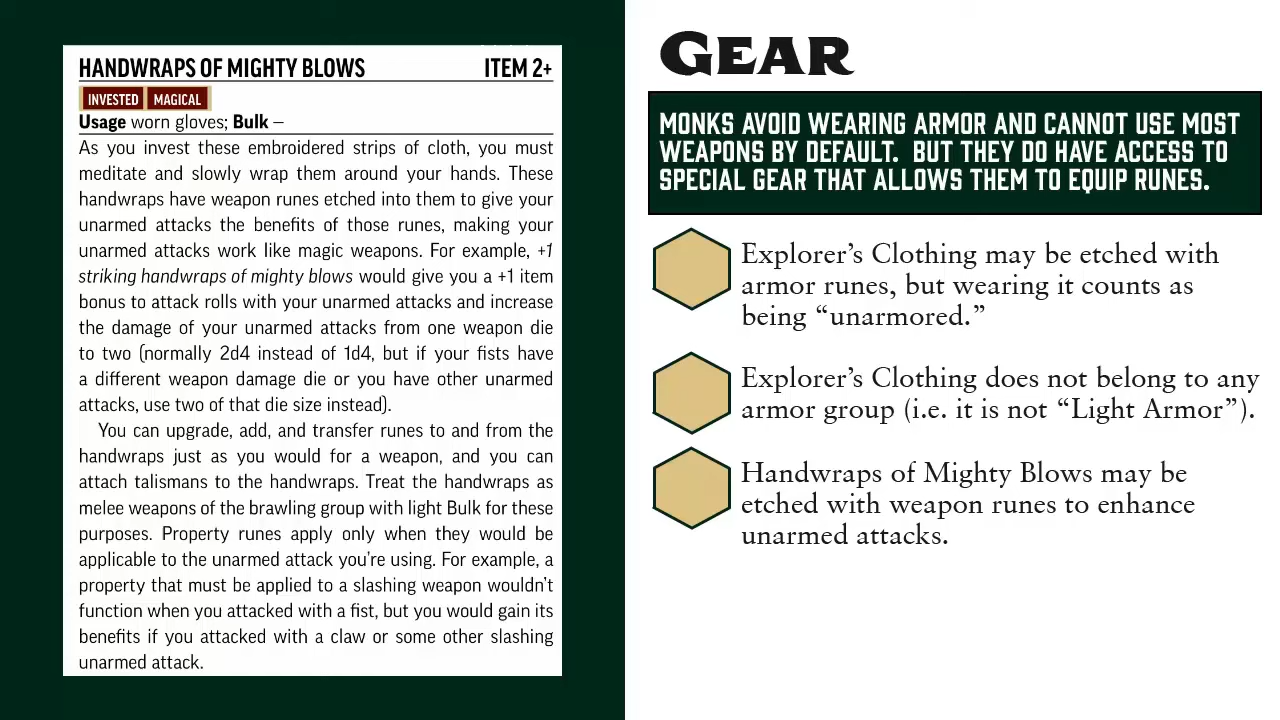 HANDWRAPS OF MIGHTY BLOWS ITEM 2+
INVESTED MAGICAL
Usage worn gloves; Bulk —
As you invest these embroidered strips of cloth, you must
meditate and slowly wrap them around your hands. These
handwraps have weapon runes etched into them to give your
unarmed attacks the benefits of those runes, making your
unarmed attacks work like magic weapons. For example, +1
striking handwraps of mighty blows would give you a +1 item
bonus to attack rolls with your unarmed attacks and increase
the damage of your unarmed attacks from one weapon die
to two (normally 2d4 instead of 1d4, but if your fists have
a different weapon damage die or you have other unarmed
attacks, use two of that die size instead).
You can upgrade, add, and transfer runes to and from the
handwraps just as you would for a weapon, and you can
attach talismans to the handwraps. Treat the handwraps as
melee weapons of the brawling group with light Bulk for these
purposes. Property runes apply only when they would be
applicable to the unarmed attack you're using. For example, a
property that must be applied to a slashing weapon wouldn't
function when you attacked with a fist, but you would gain its
benefits if you attacked with a claw or some other slashing
unarmed attack.
GEAR
MONKS AVOID WEARING ARMOR AND CANNOT USE MOST
WEAPONS BY DEFAULT. BUT THEY DO HAVE ACCESS TO
SPECIAL GEAR THAT ALLOWS THEM TO EQUIP RUNES.
Explorer's Clothing may be etched with
armor runes, but wearing it counts as
being “unarmored.”
Explorer's Clothing does not belong to any
armor group (i.e. it is not “Light Armor”).
Handwraps of Mighty Blows may be
etched with weapon runes to enhance
unarmed attacks.